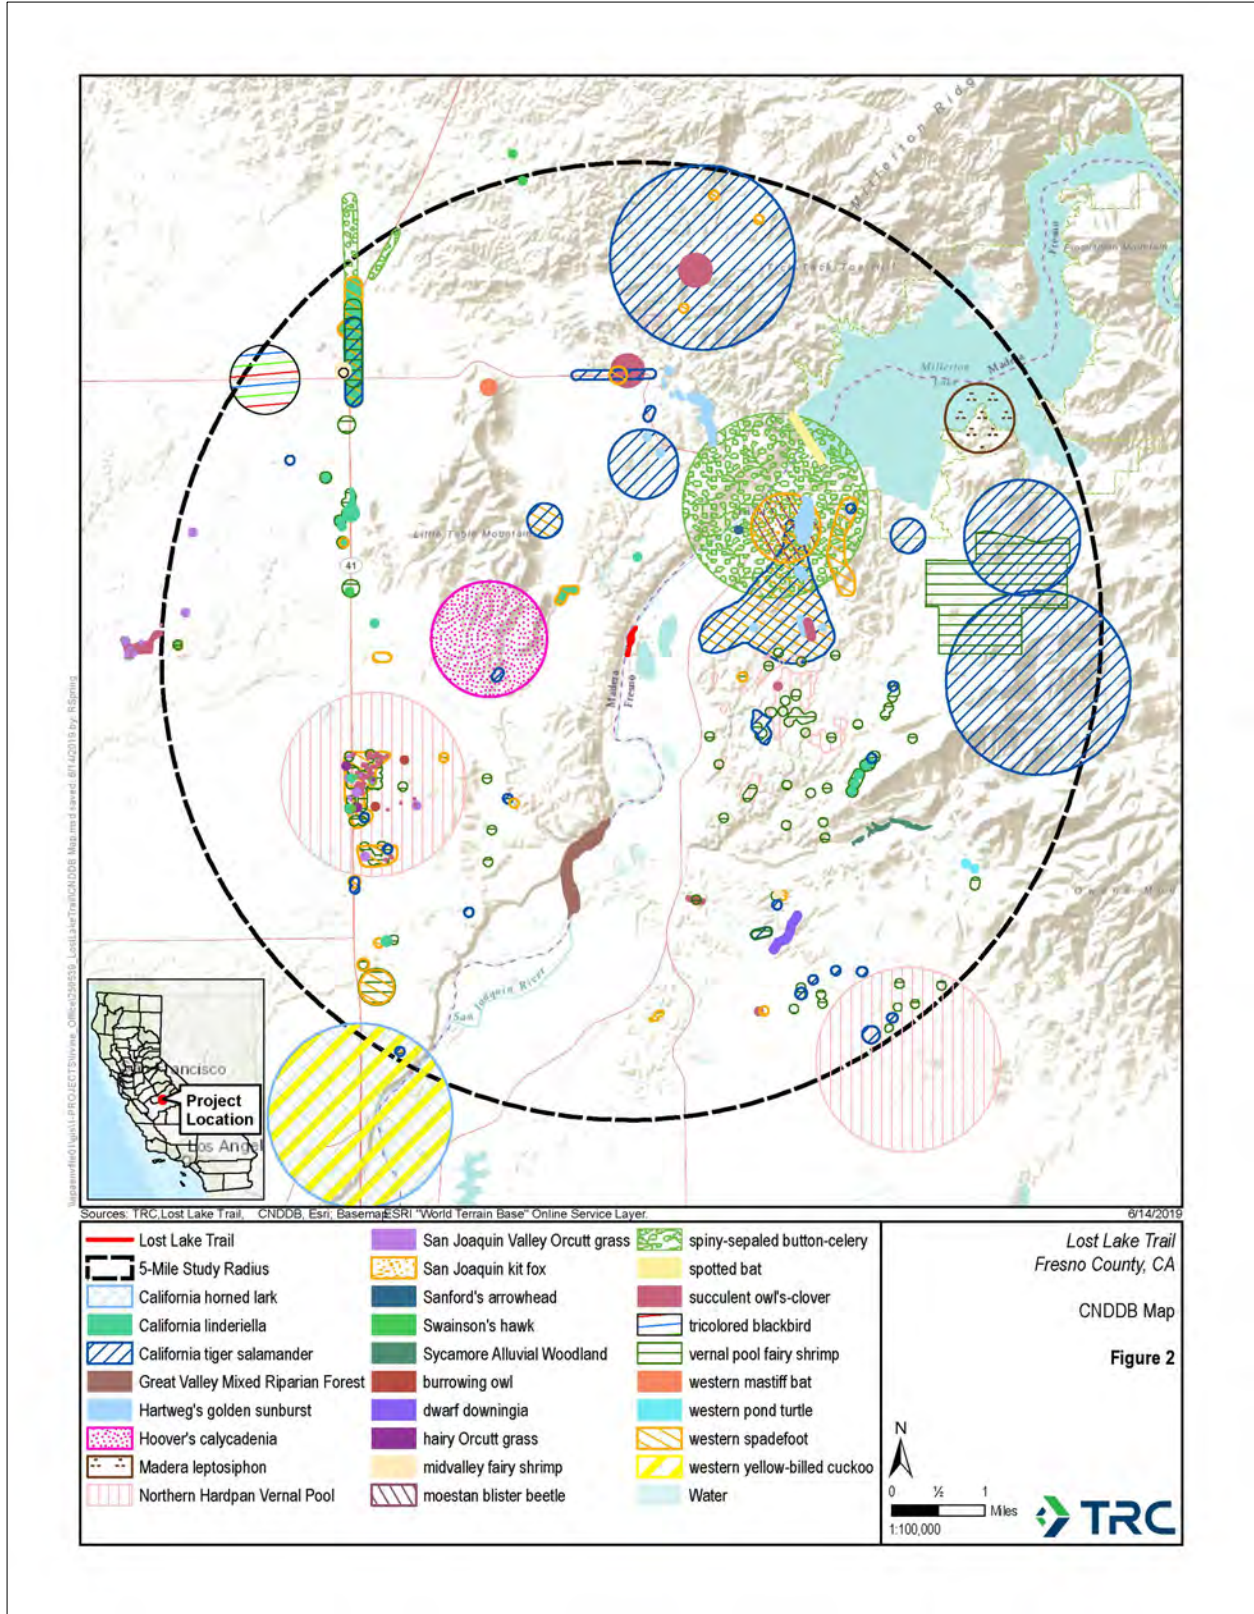 Millerton Ridg
Fresno
Madera
Millerton
Lake
Little Table Mountain
41
Madera
Fresno
San Joaquin River
Project
Location
Los Angel
Sources: TRC,Lost Lake Trail, CNDDB, Esri; Basemap: ESRI "World Terrain Base" Online Service Layer.
6/14/2019
Lost Lake Trail
5-Mile Study Radius
California horned lark
California linderiella
California tiger salamander
Great Valley Mixed Riparian Forest
Hartweg's golden sunburst
Hoover's calycadenia
Madera leptosiphon
Northern Hardpan Vernal Pool
San Joaquin Valley Orcutt grass
San Joaquin kit fox
Sanford's arrowhead
Swainson's hawk
Sycamore Alluvial Woodland
burrowing owl
dwarf downingia
hairy Orcutt grass
midvalley fairy shrimp
moestan blister beetle
spiny-sepaled button-celery
spotted bat
succulent owl's-clover
tricolored blackbird
vernal pool fairy shrimp
western mastiff bat
western pond turtle
western spadefoot
western yellow-billed cuckoo
Water
Lost Lake Trail
Fresno County, CA
CNDDB Map
Figure 2
N
0 ½ 1
Miles
1:100,000
TRC